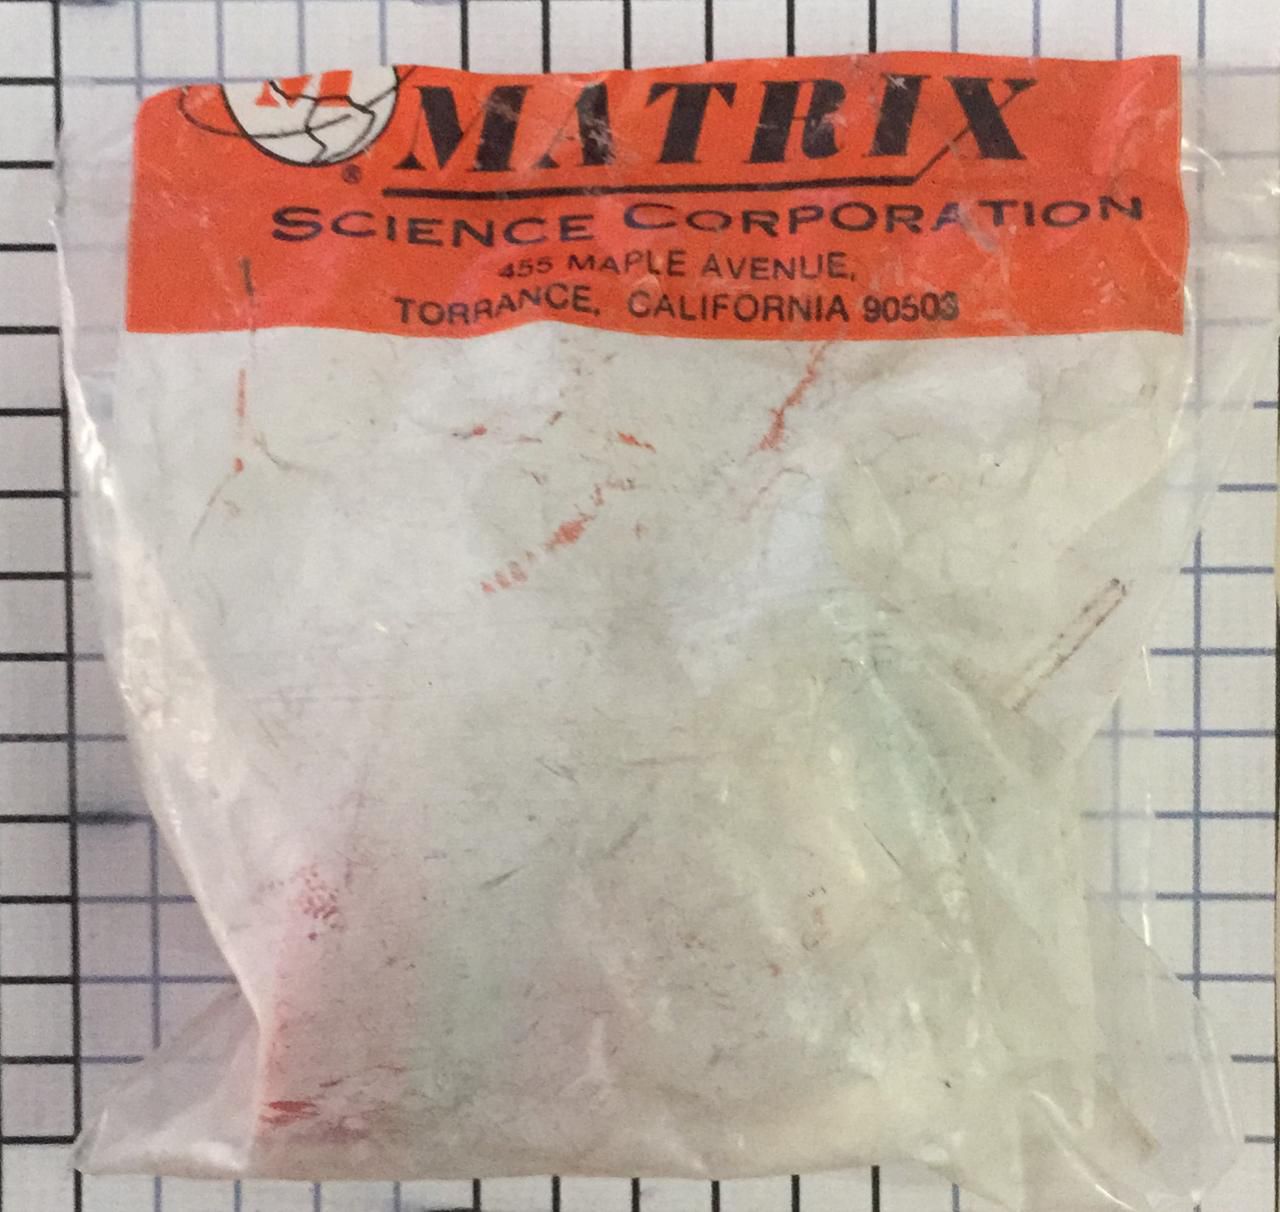 M
®
MATRIX
SCIENCE CORPORATION
455 MAPLE AVENUE,
TORRANCE, CALIFORNIA 90503